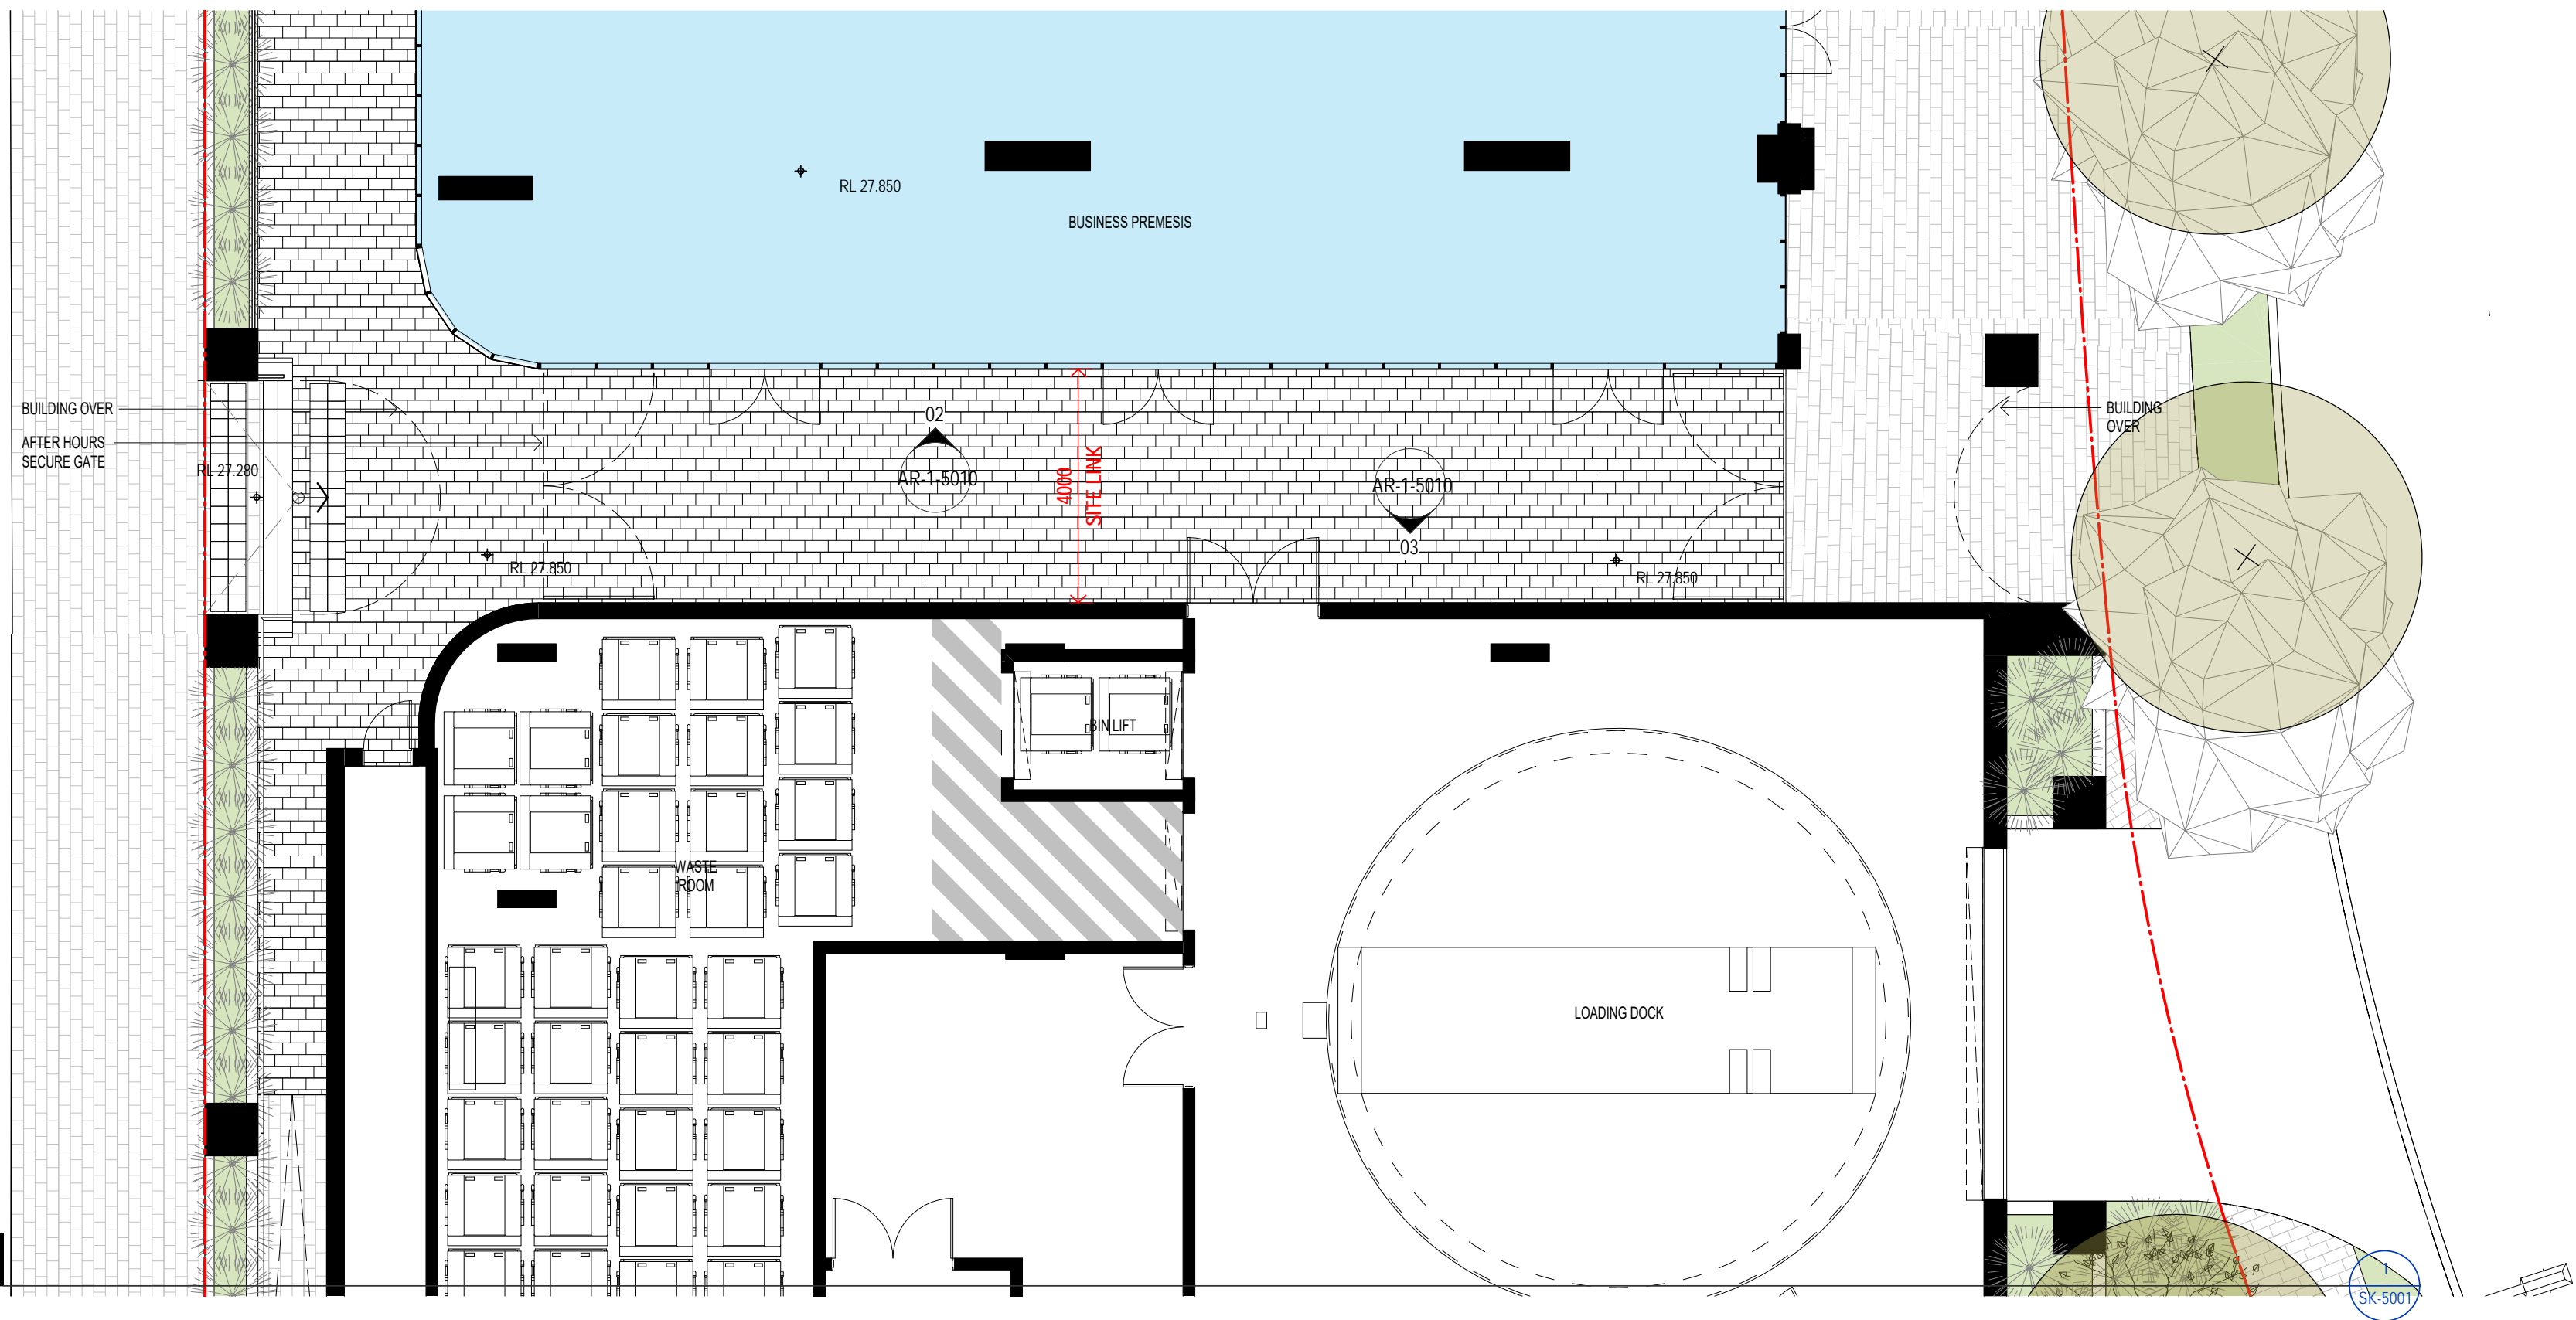 RL 27.850
BUSINESS PREMESIS
BUILDING OVER
AFTER HOURS
SECURE GATE
RL 27.280
02
AR-1-5010
4000
SITE LINK
AR-1-5010
03
BUILDING
OVER
RL 27.850
RL 27.850
BIN LIFT
WASTE
ROOM
LOADING DOCK
1
SK-5001